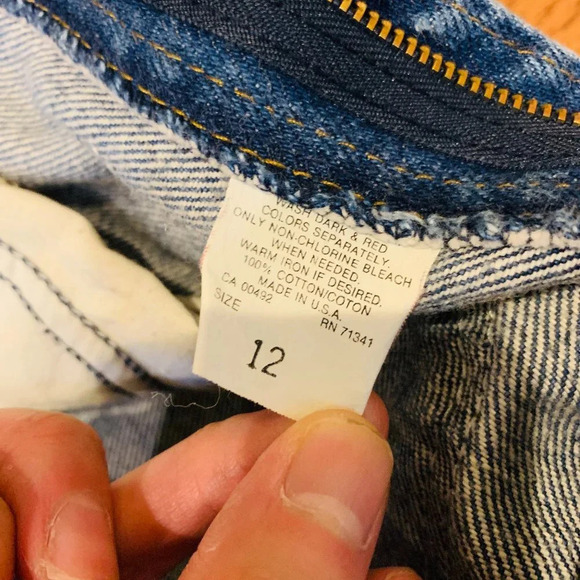 WASH DARK & RED
COLORS SEPARATELY.
ONLY NON-CHLORINE BLEACH
WHEN NEEDED.
WARM IRON IF DESIRED.
100% COTTON/COTON
MADE IN U.S.A.
CA 00492 RN 71341
SIZE
12